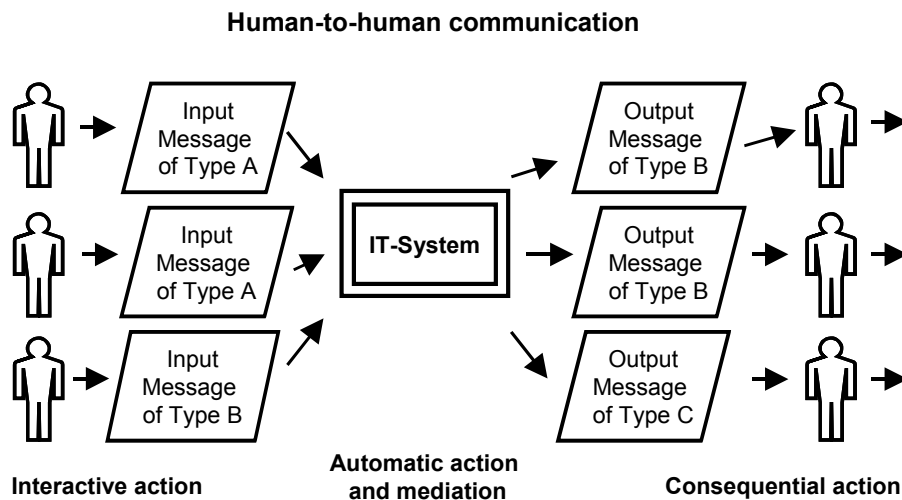 Human-to-human communication
Input
Message
of Type A
Output
Message
of Type B
Input
Message
of Type A
IT-System
Output
Message
of Type B
Input
Message
of Type B
Output
Message
of Type C
Interactive action
Automatic action
and mediation
Consequential action